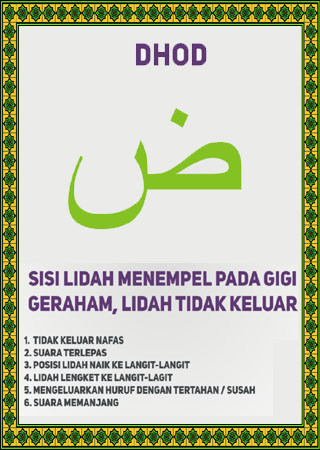 DHOD
ض
SISI LIDAH MENEMPEL PADA GIGI
GERAHAM, LIDAH TIDAK KELUAR
1. TIDAK KELUAR NAFAS
2. SUARA TERLEPAS
3. POSISI LIDAH NAIK KE LANGIT-LANGIT
4. LIDAH LENGKET KE LANGIT-LAGIT
5. MENGELUARKAN HURUF DENGAN TERTAHAN / SUSAH
6. SUARA MEMANJANG